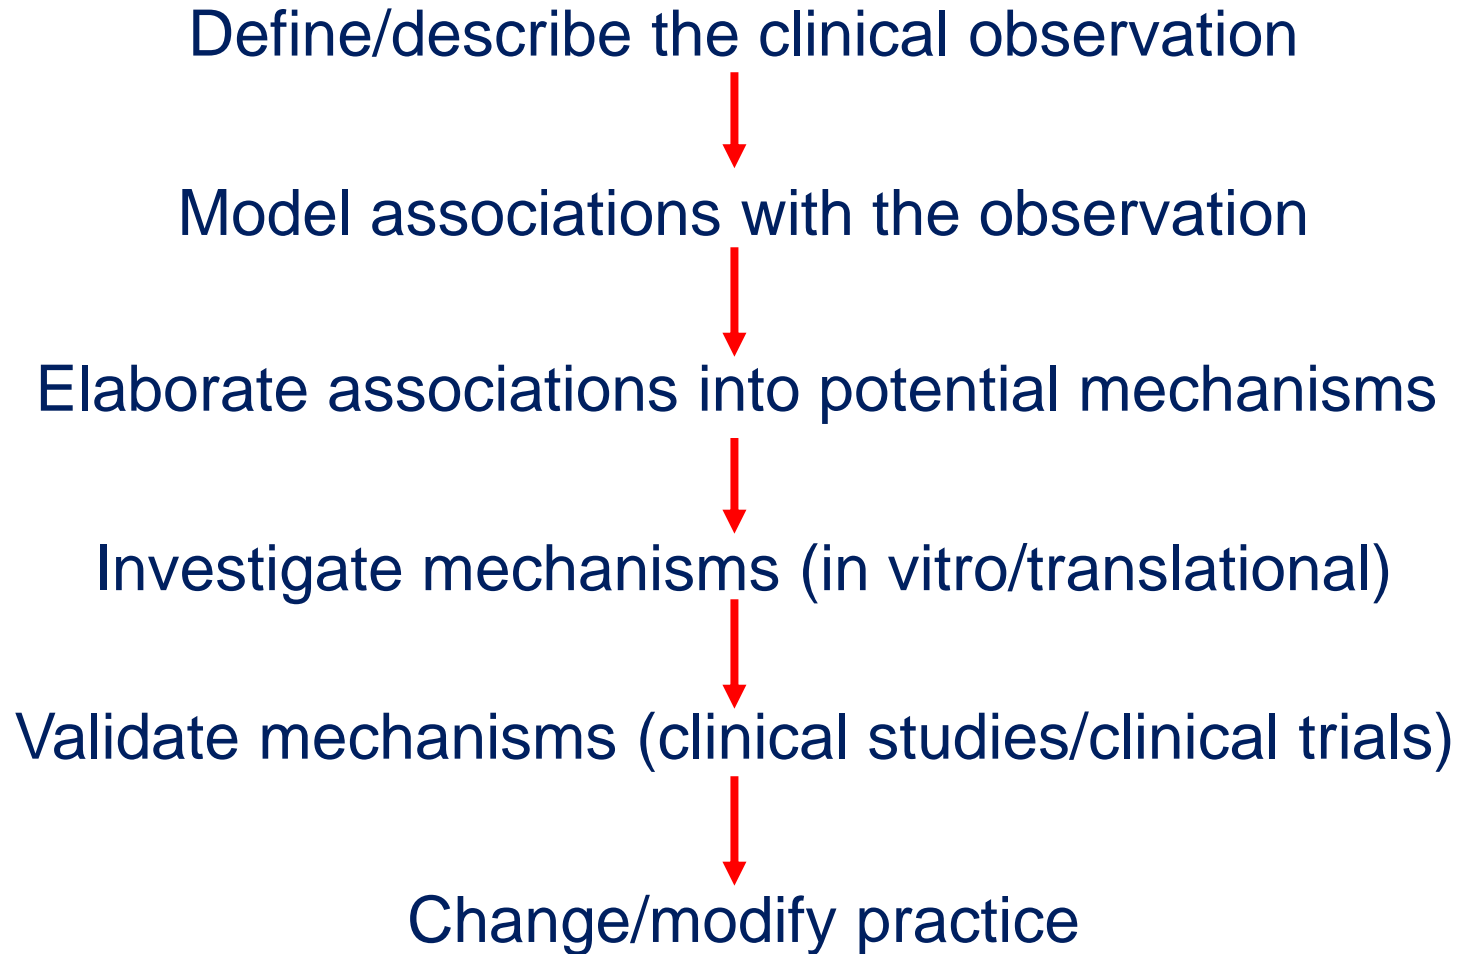 Define/describe the clinical observation
Model associations with the observation
Elaborate associations into potential mechanisms
Investigate mechanisms (in vitro/translational)
Validate mechanisms (clinical studies/clinical trials)
Change/modify practice